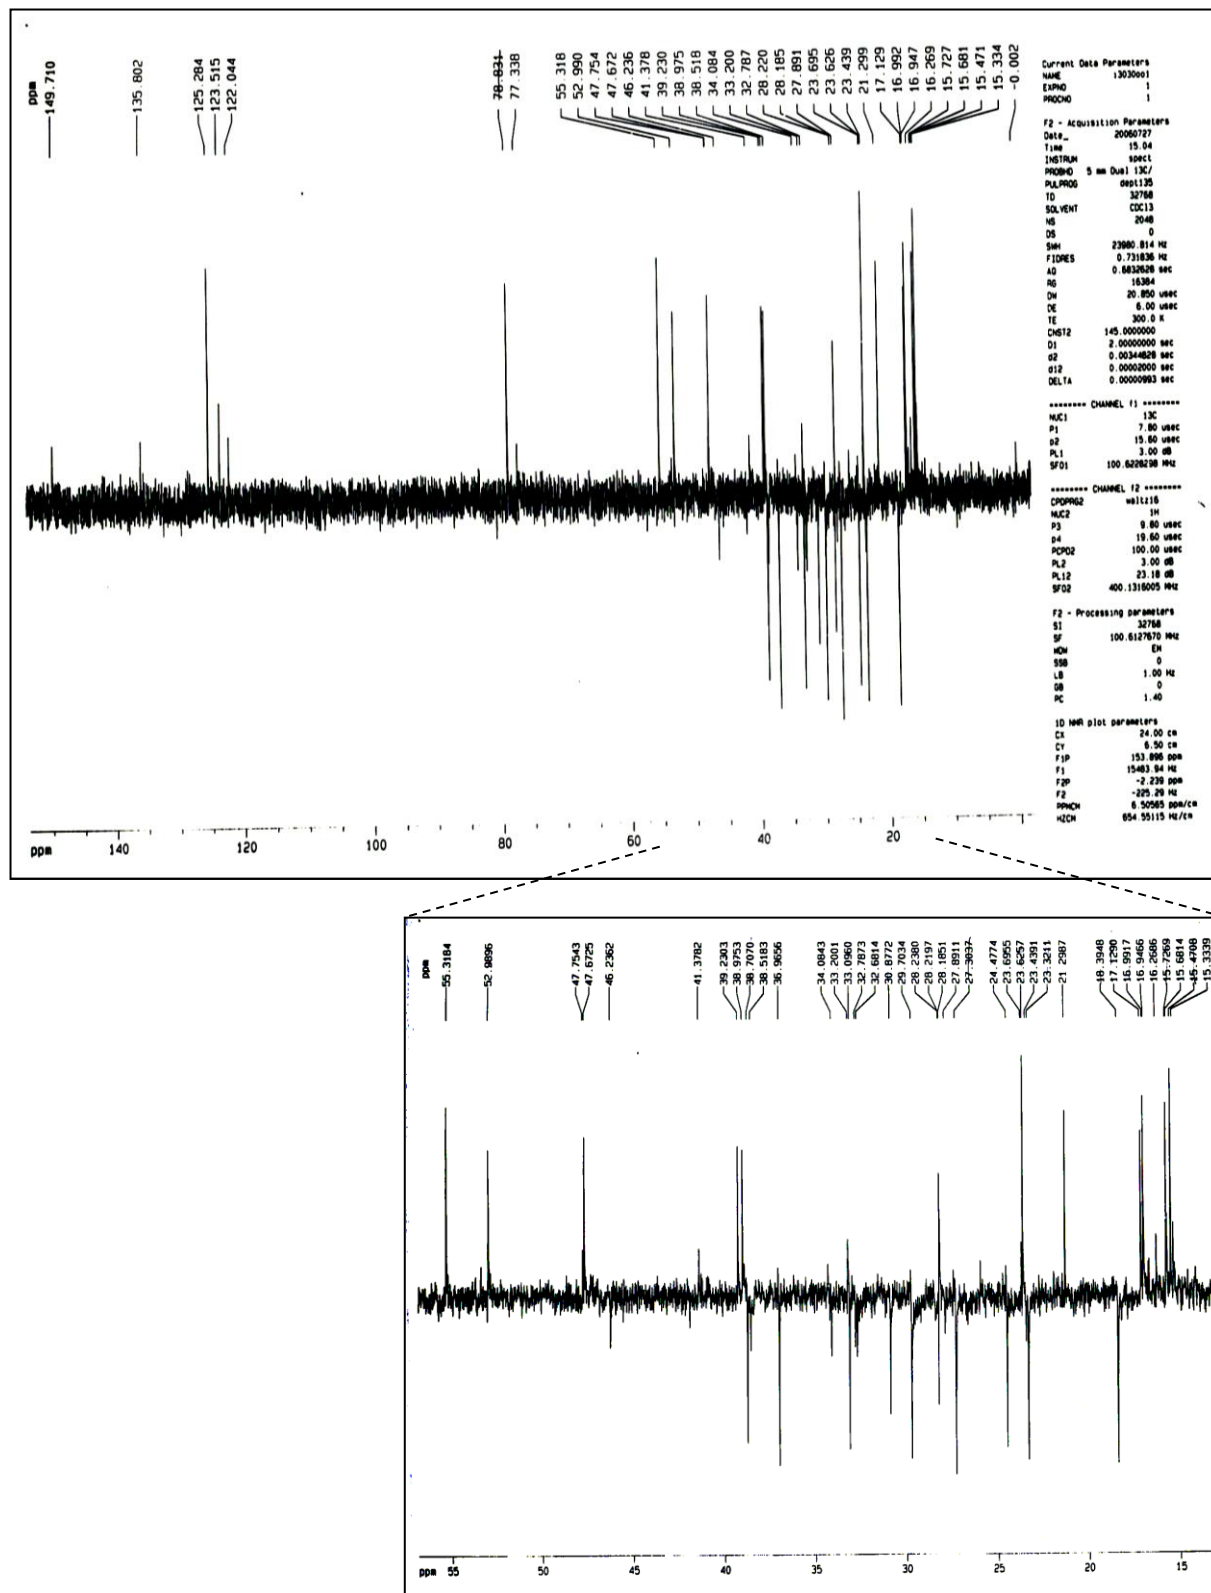 ppm
149.710
135.802
125.284
123.515
122.044
78.831
77.338
55.318
52.990
47.754
47.672
46.236
41.378
39.230
38.975
38.518
34.084
33.200
32.787
28.220
28.185
27.891
23.695
23.626
23.439
21.299
17.129
16.992
16.947
16.269
15.727
15.681
15.471
15.334
-0.002
Current Data Parameters
NAME 13030001
EXPNO 1
PROCNO 1
F2 - Acquisition Parameters
Date_ 20060727
Time 15.04
INSTRUM spect
PROBHD 5 mm Dual 13C/
PULPROG dept135
TD 32768
SOLVENT CDCl3
NS 2048
DS 0
SWH 23980.814 Hz
FIDRES 0.731836 Hz
AQ 0.6832628 sec
RG 16384
DW 20.850 usec
DE 6.00 usec
TE 300.0 K
CNST2 145.0000000
D1 2.00000000 sec
d2 0.00344828 sec
d12 0.00002000 sec
DELTA 0.00000993 sec
======== CHANNEL f1 ========
NUC1 13C
P1 7.80 usec
p2 15.60 usec
PL1 3.00 dB
SFO1 100.6228298 MHz
======== CHANNEL f2 ========
CPDPRG2 waltz16
NUC2 1H
P3 9.80 usec
p4 19.60 usec
PCPD2 100.00 usec
PL2 3.00 dB
PL12 23.18 dB
SFO2 400.1316005 MHz
F2 - Processing parameters
SI 32768
SF 100.6127670 MHz
WDW EM
SSB 0
LB 1.00 Hz
GB 0
PC 1.40
1D NMR plot parameters
CX 24.00 cm
CY 6.50 cm
F1P 153.896 ppm
F1 15483.94 Hz
F2P -2.239 ppm
F2 -225.29 Hz
PPMCM 6.50565 ppm/cm
HZCM 654.55115 Hz/cm
ppm 140 120 100 80 60 40 20
ppm
55.3184
52.9896
47.7543
47.6725
46.2362
41.3782
39.2303
38.9753
38.7070
38.5183
36.9656
34.0843
33.2001
33.0960
32.7873
32.6814
30.8772
29.7034
28.2380
28.2197
28.1851
27.8911
27.3037
24.4774
23.6955
23.6257
23.4391
23.3211
21.2987
18.3948
17.1290
16.9917
16.9466
16.2686
15.7269
15.6814
15.4708
15.3339
ppm 55 50 45 40 35 30 25 20 15